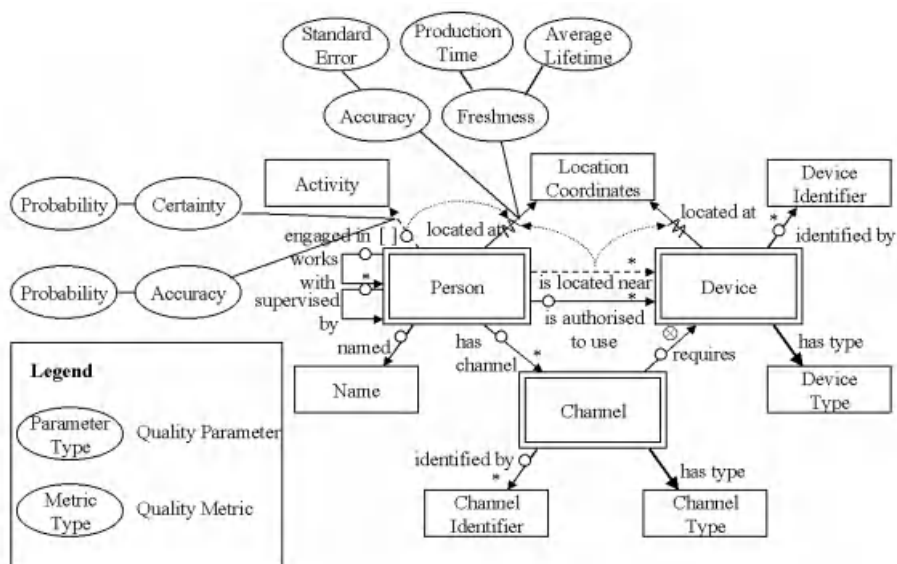 Standard
Error
Production
Time
Average
Lifetime
Accuracy
Freshness
Activity
Location
Coordinates
Device
Identifier
Probability
Certainty
located at
located at
*
identified by
engaged in [ ]
works
with
*
supervised
by
Probability
Accuracy
Person
*
is located near
*
is authorised
to use
Device
named
has
channel
*
requires
has type
Name
Device
Type
Channel
identified by
*
has type
Channel
Identifier
Channel
Type
Legend
Parameter
Type
Quality Parameter
Metric
Type
Quality Metric